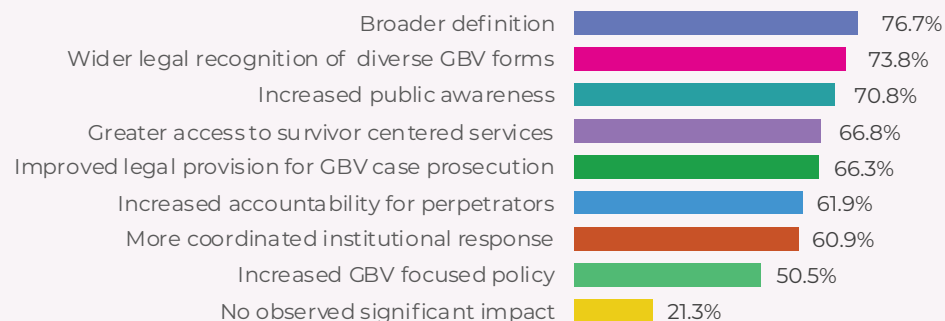 Broader definition 76.7%
Wider legal recognition of diverse GBV forms 73.8%
Increased public awareness 70.8%
Greater access to survivor centered services 66.8%
Improved legal provision for GBV case prosecution 66.3%
Increased accountability for perpetrators 61.9%
More coordinated institutional response 60.9%
Increased GBV focused policy 50.5%
No observed significant impact 21.3%